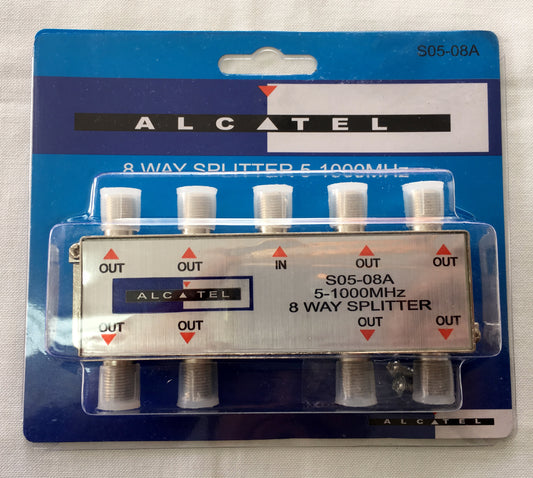 S05-08A
ALCATEL
8 WAY SPLITTER 5-1000MHz
OUT OUT IN OUT OUT
S05-08A
5-1000MHz
ALCATEL
8 WAY SPLITTER
OUT OUT OUT OUT
ALCATEL